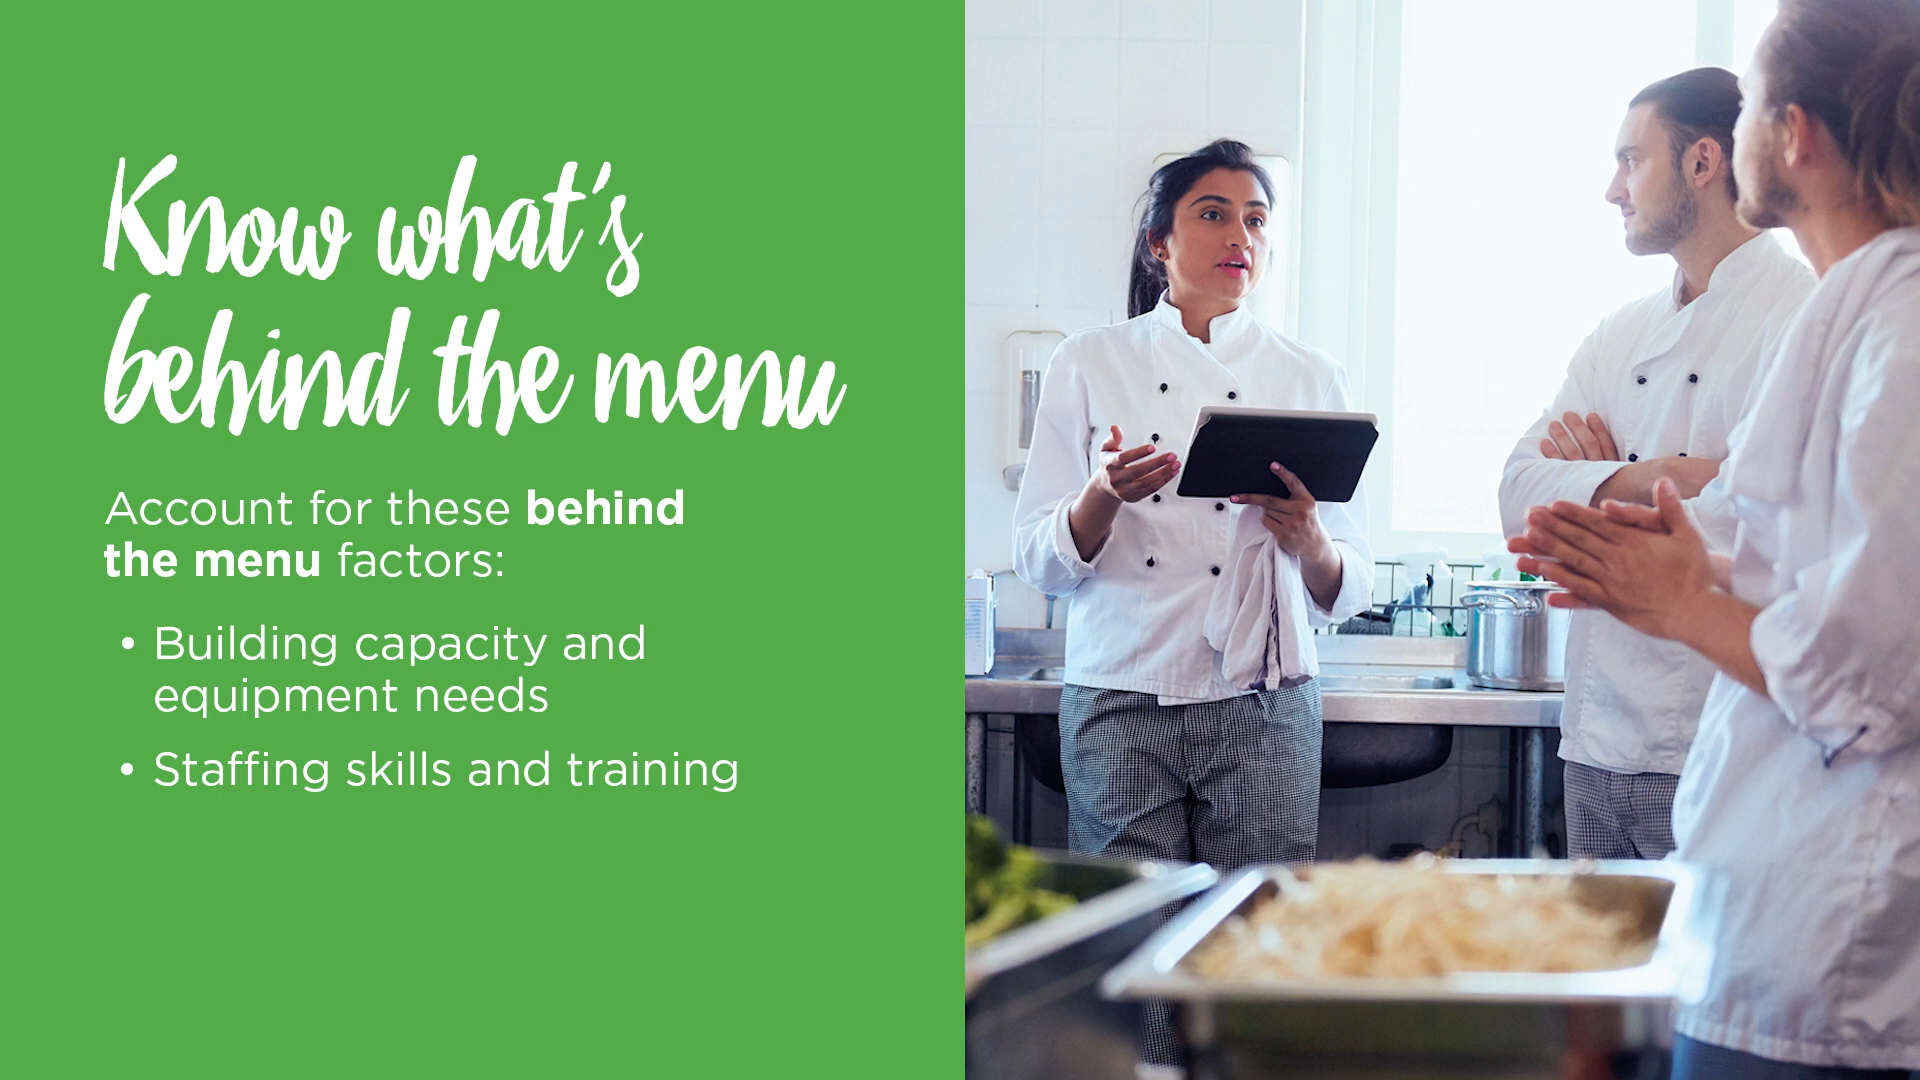 Know what's
behind the menu
Account for these behind
the menu factors:
• Building capacity and
equipment needs
• Staffing skills and training